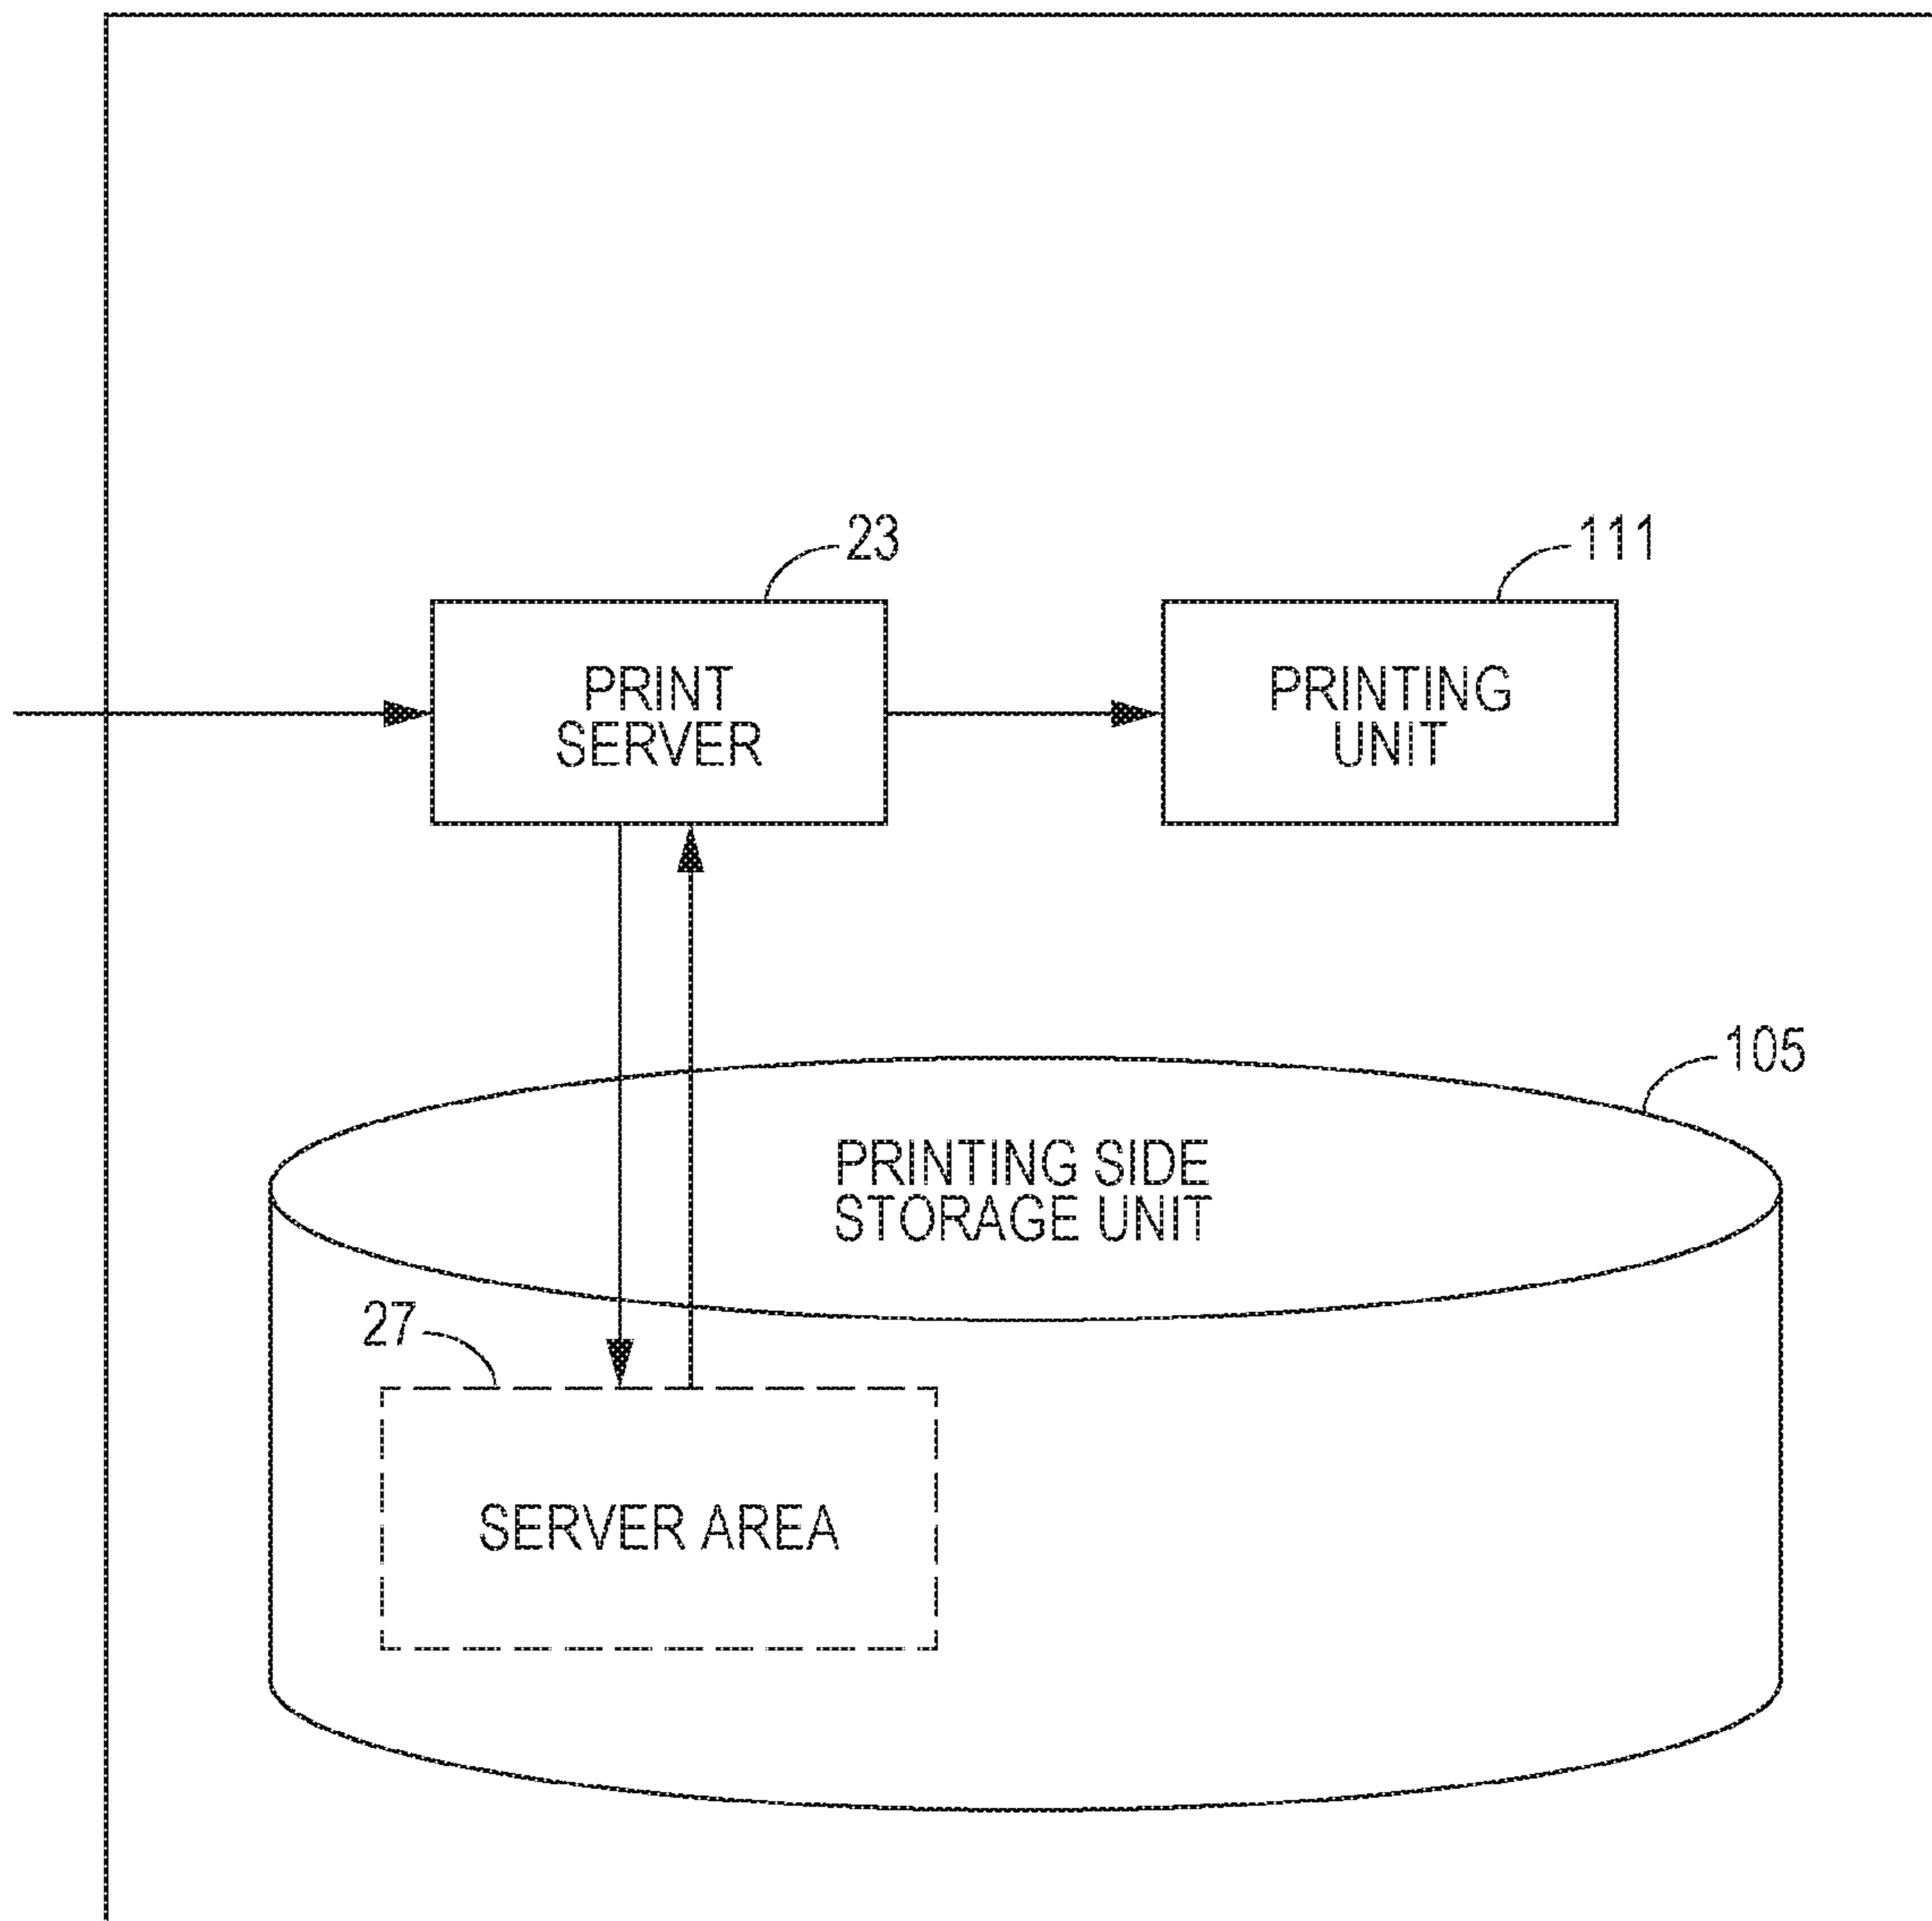 23
111
PRINT
SERVER
PRINTING
UNIT
105
PRINTING SIDE
STORAGE UNIT
27
SERVER AREA